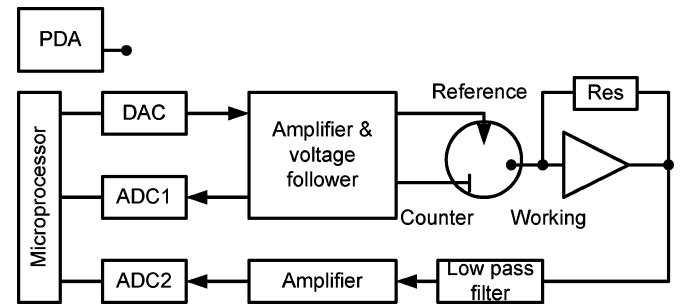 PDA
Microprocessor
DAC
ADC1
ADC2
Amplifier &
voltage
follower
Reference
Counter
Working
Res
Amplifier
Low pass
filter